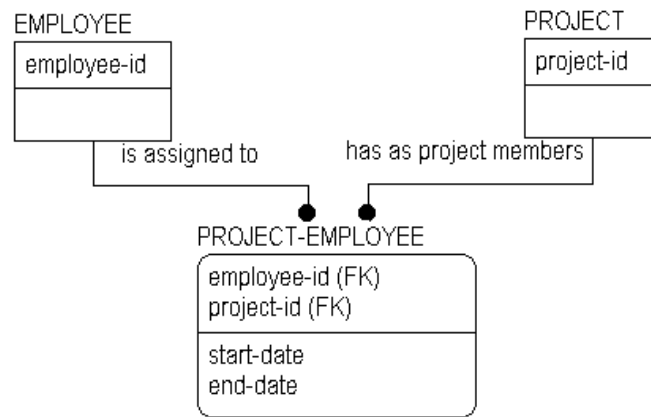 EMPLOYEE
employee-id
PROJECT
project-id
is assigned to
has as project members
PROJECT-EMPLOYEE
employee-id (FK)
project-id (FK)
start-date
end-date